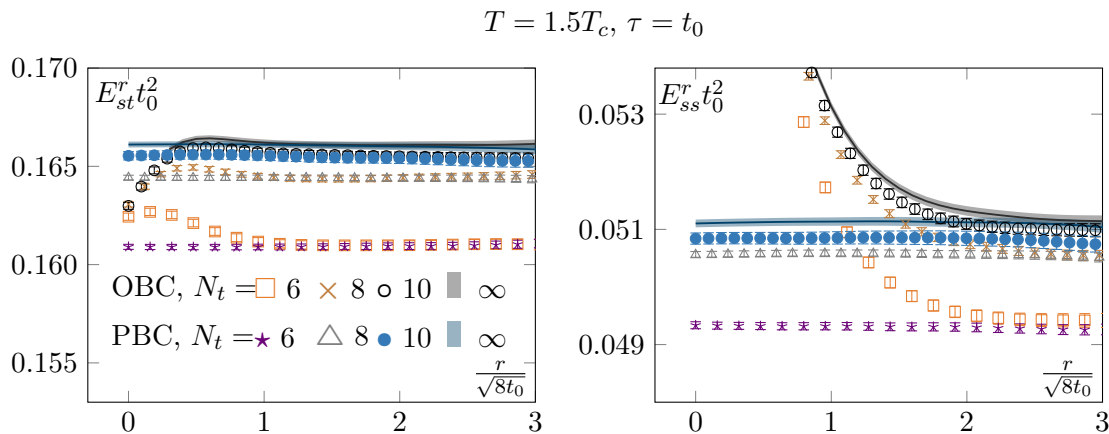 T = 1.5T_c, τ = t_0
0.170
0.165
0.160
0.155
E^r_{st} t_0^2
OBC, N_t = 6 8 10 ∞
PBC, N_t = 6 8 10 ∞
r/√8t_0
0 1 2 3
0.053
0.051
0.049
E^r_{ss} t_0^2
r/√8t_0
0 1 2 3